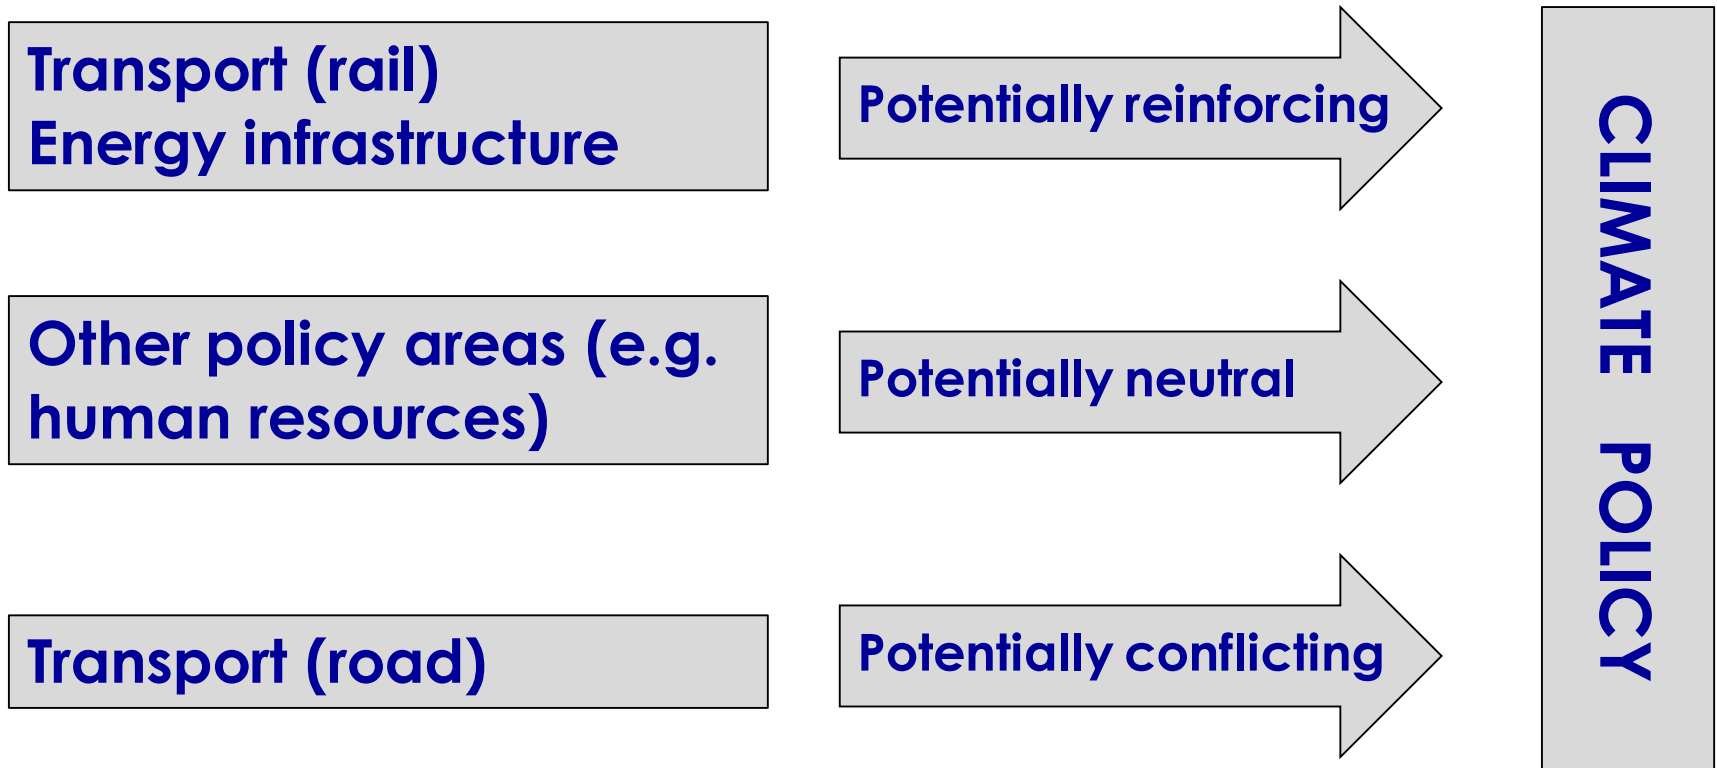 Transport (rail)
Energy infrastructure
Potentially reinforcing
Other policy areas (e.g.
human resources)
Potentially neutral
Transport (road)
Potentially conflicting
CLIMATE POLICY